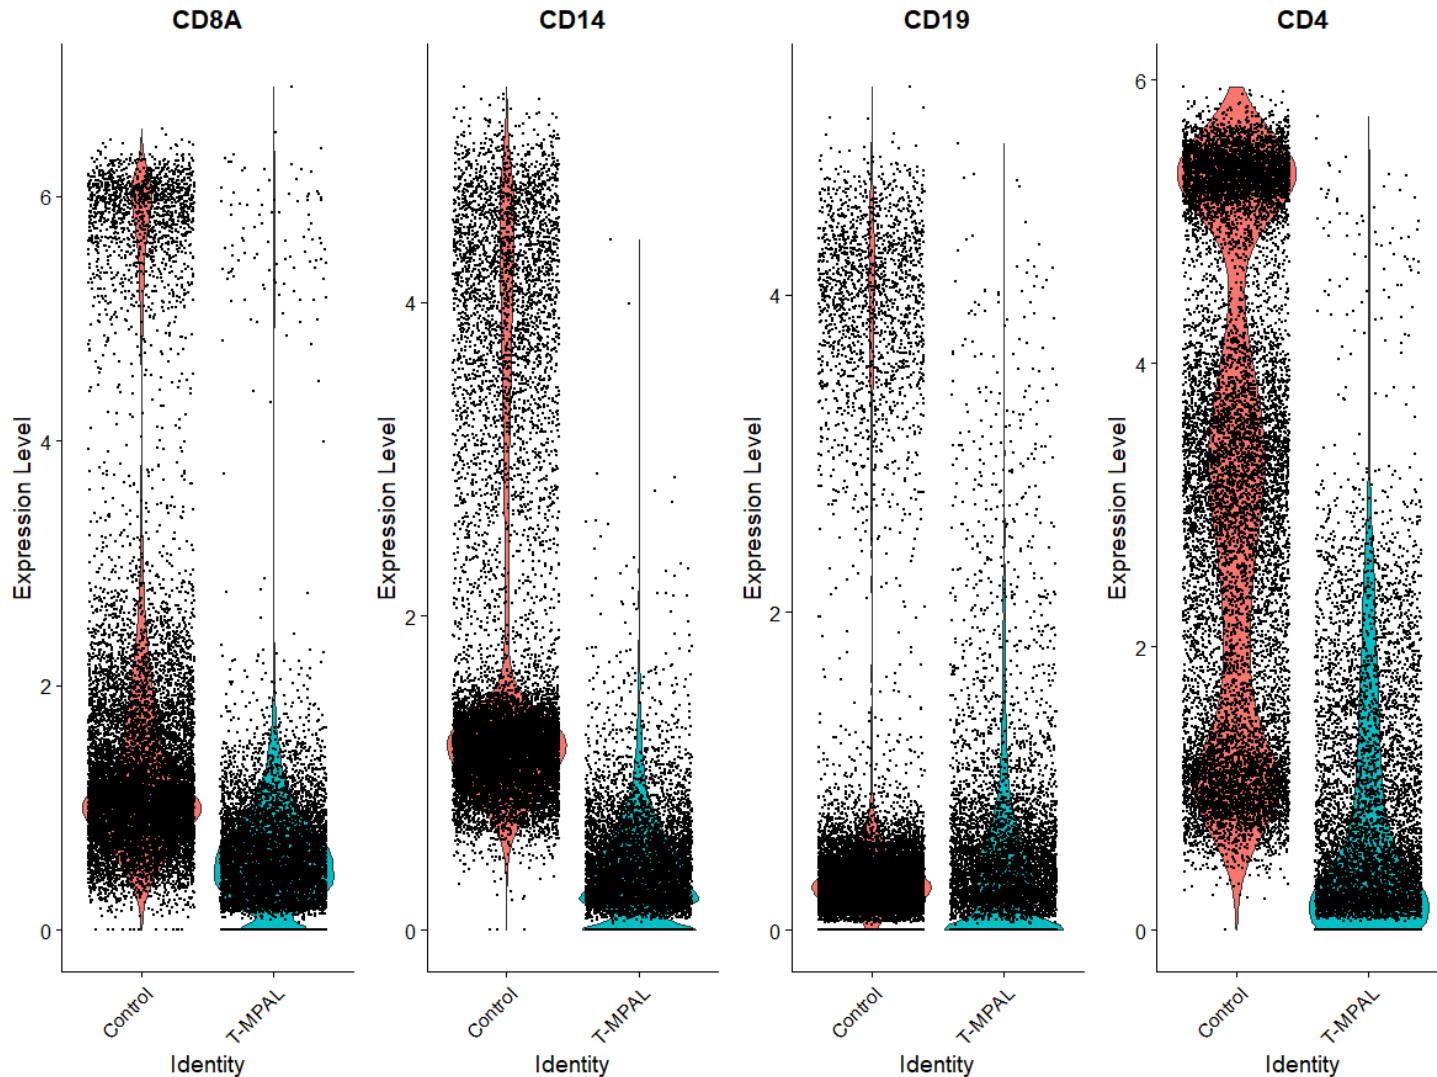 CD8A
CD14
CD19
CD4
Expression Level
6
4
2
0
Control
T-MPAL
Identity
Expression Level
4
2
0
Control
T-MPAL
Identity
Expression Level
4
2
0
Control
T-MPAL
Identity
Expression Level
6
4
2
0
Control
T-MPAL
Identity